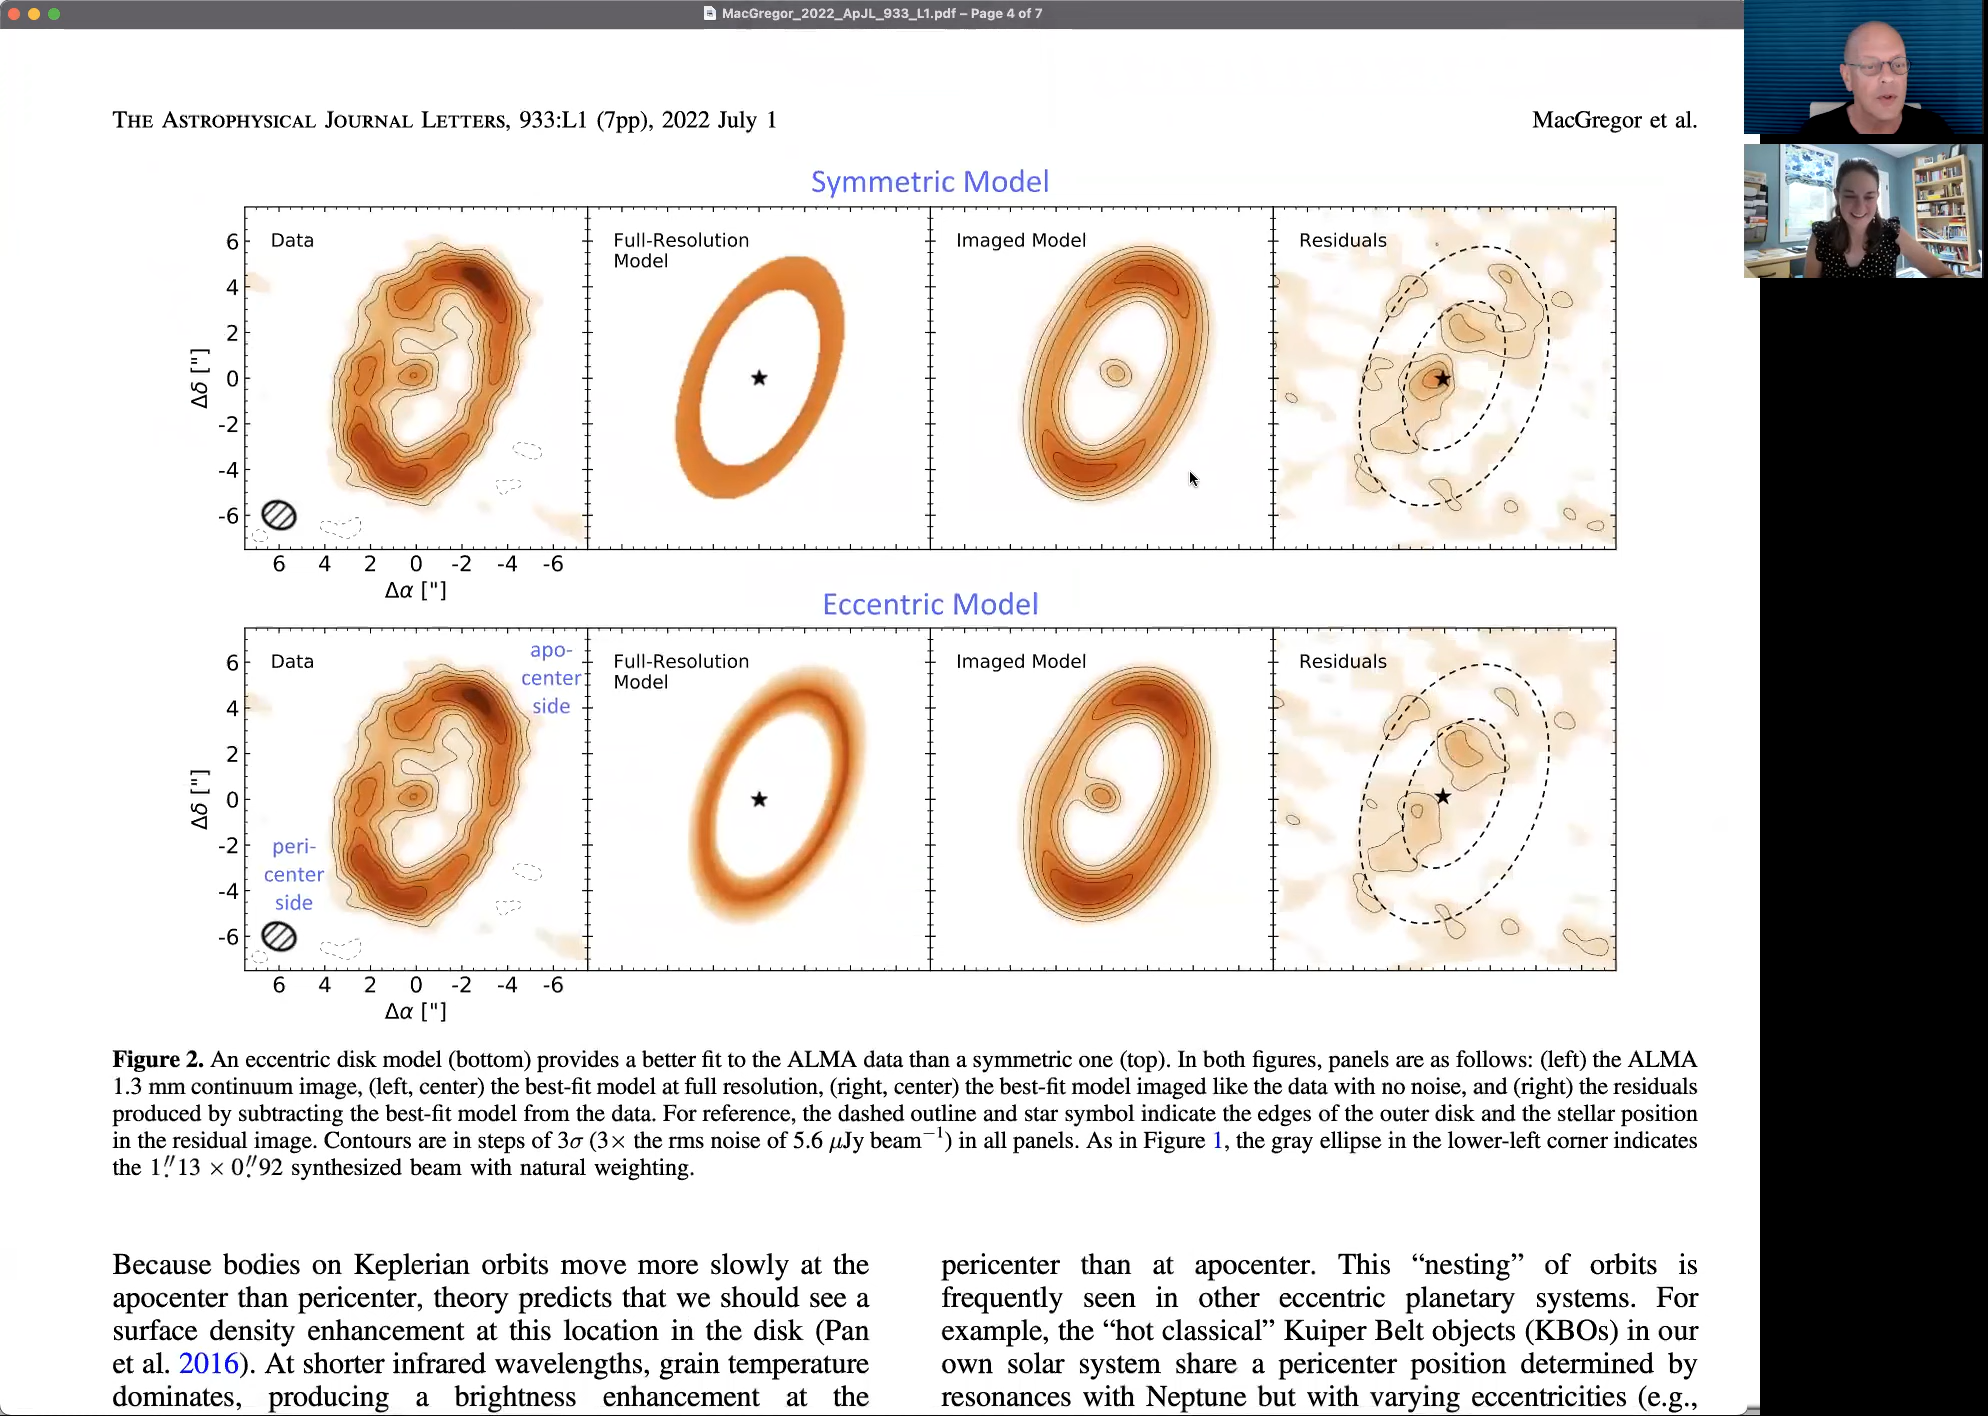 MacGregor_2022_ApJL_933_L1.pdf – Page 4 of 7
THE ASTROPHYSICAL JOURNAL LETTERS, 933:L1 (7pp), 2022 July 1
MacGregor et al.
Symmetric Model
Data
Full-Resolution
Model
Imaged Model
Residuals
6
4
2
0
-2
-4
-6
Δδ ["]
6 4 2 0 -2 -4 -6
Δα ["]
Eccentric Model
Data
apo-
center
side
Full-Resolution
Model
Imaged Model
Residuals
6
4
2
0
-2
-4
-6
Δδ ["]
peri-
center
side
6 4 2 0 -2 -4 -6
Δα ["]
Figure 2. An eccentric disk model (bottom) provides a better fit to the ALMA data than a symmetric one (top). In both figures, panels are as follows: (left) the ALMA
1.3 mm continuum image, (left, center) the best-fit model at full resolution, (right, center) the best-fit model imaged like the data with no noise, and (right) the residuals
produced by subtracting the best-fit model from the data. For reference, the dashed outline and star symbol indicate the edges of the outer disk and the stellar position
in the residual image. Contours are in steps of 3σ (3× the rms noise of 5.6 μJy beam⁻¹) in all panels. As in Figure 1, the gray ellipse in the lower-left corner indicates
the 1.″13 × 0.″92 synthesized beam with natural weighting.
Because bodies on Keplerian orbits move more slowly at the
apocenter than pericenter, theory predicts that we should see a
surface density enhancement at this location in the disk (Pan
et al. 2016). At shorter infrared wavelengths, grain temperature
dominates, producing a brightness enhancement at the
pericenter than at apocenter. This “nesting” of orbits is
frequently seen in other eccentric planetary systems. For
example, the “hot classical” Kuiper Belt objects (KBOs) in our
own solar system share a pericenter position determined by
resonances with Neptune but with varying eccentricities (e.g.,